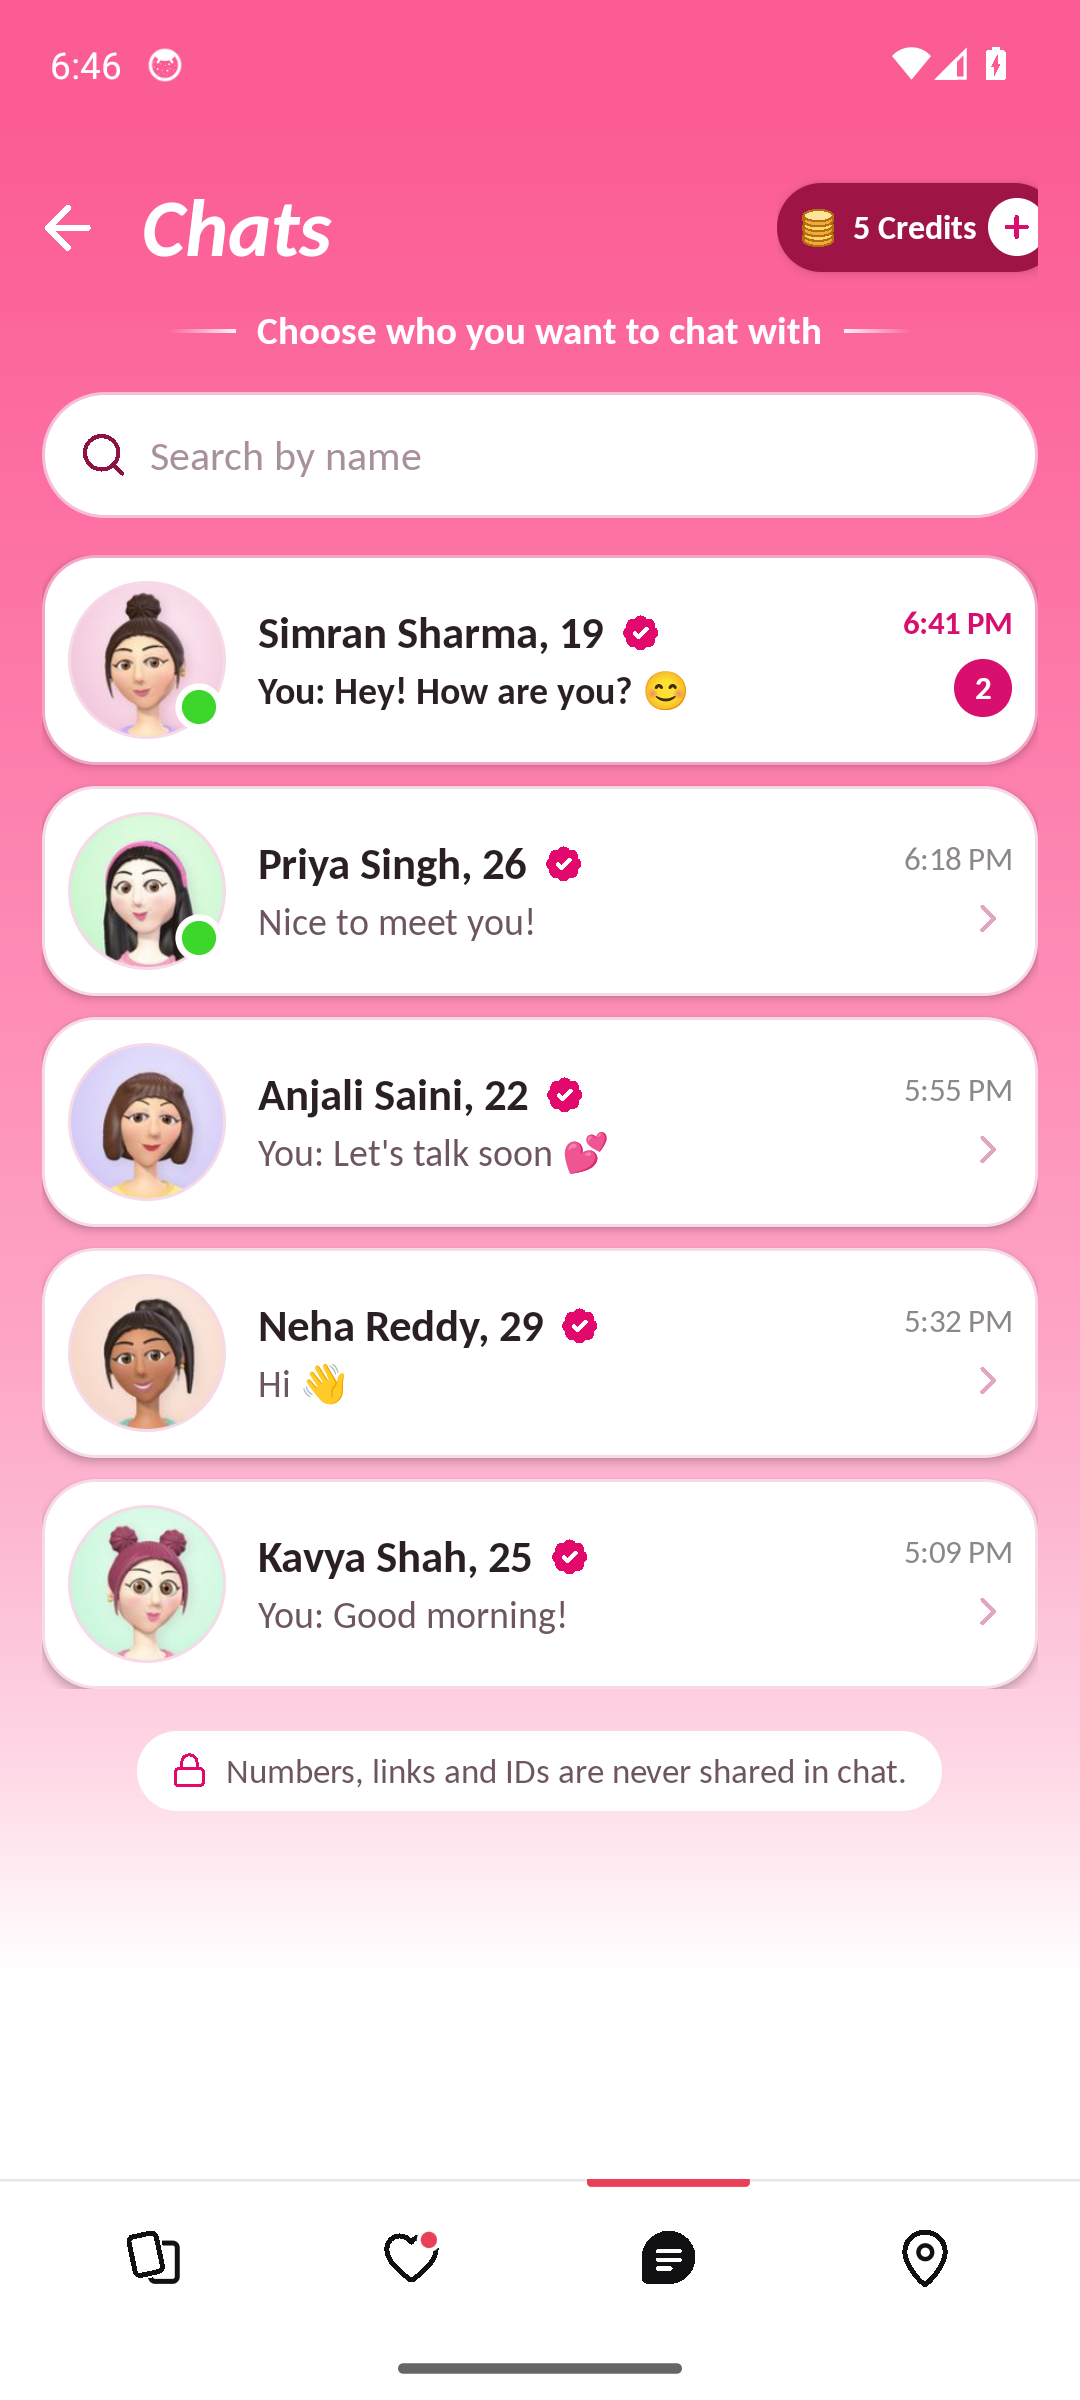 6:46
Chats
5 Credits
Choose who you want to chat with
Search by name
Simran Sharma, 19
6:41 PM
You: Hey! How are you? 😊
2
Priya Singh, 26
6:18 PM
Nice to meet you!
Anjali Saini, 22
5:55 PM
You: Let's talk soon 💕
Neha Reddy, 29
5:32 PM
Hi 👋
Kavya Shah, 25
5:09 PM
You: Good morning!
Numbers, links and IDs are never shared in chat.